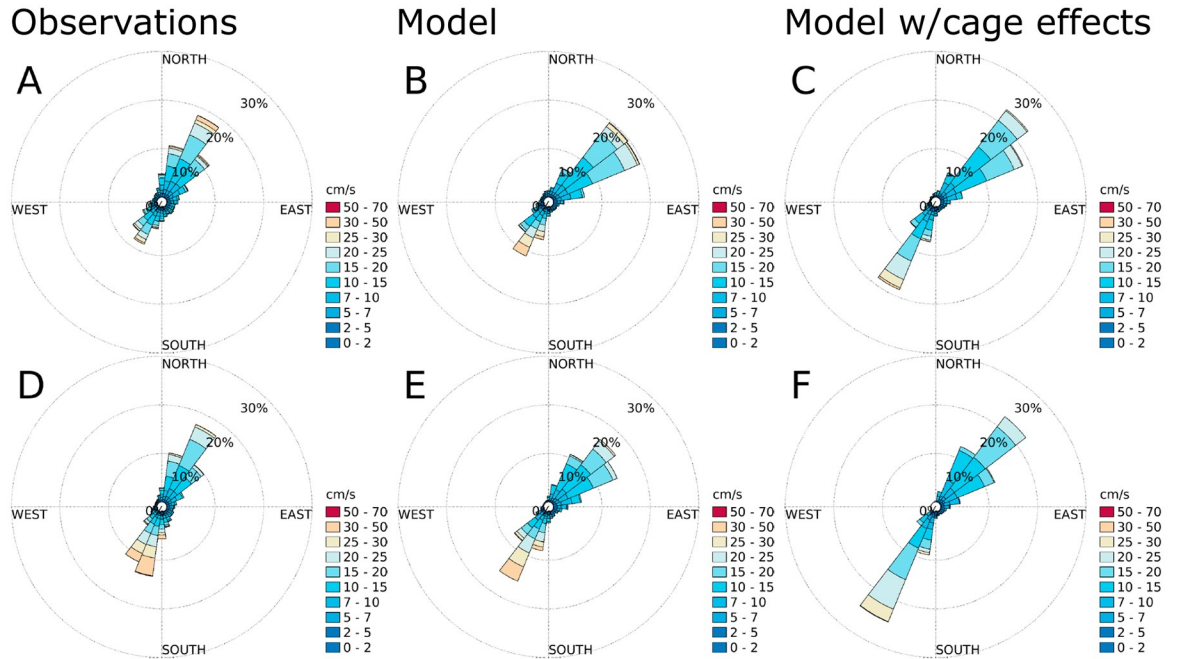 Observations Model Model w/cage effects
A
NORTH
30%
20%
10%
0%
WEST
EAST
SOUTH
cm/s
50 - 70
30 - 50
25 - 30
20 - 25
15 - 20
10 - 15
7 - 10
5 - 7
2 - 5
0 - 2
B
NORTH
30%
20%
10%
0%
WEST
EAST
SOUTH
cm/s
50 - 70
30 - 50
25 - 30
20 - 25
15 - 20
10 - 15
7 - 10
5 - 7
2 - 5
0 - 2
C
NORTH
30%
20%
10%
0%
WEST
EAST
SOUTH
cm/s
50 - 70
30 - 50
25 - 30
20 - 25
15 - 20
10 - 15
7 - 10
5 - 7
2 - 5
0 - 2
D
NORTH
30%
20%
10%
0%
WEST
EAST
SOUTH
cm/s
50 - 70
30 - 50
25 - 30
20 - 25
15 - 20
10 - 15
7 - 10
5 - 7
2 - 5
0 - 2
E
NORTH
30%
20%
10%
0%
WEST
EAST
SOUTH
cm/s
50 - 70
30 - 50
25 - 30
20 - 25
15 - 20
10 - 15
7 - 10
5 - 7
2 - 5
0 - 2
F
NORTH
30%
20%
10%
0%
WEST
EAST
SOUTH
cm/s
50 - 70
30 - 50
25 - 30
20 - 25
15 - 20
10 - 15
7 - 10
5 - 7
2 - 5
0 - 2